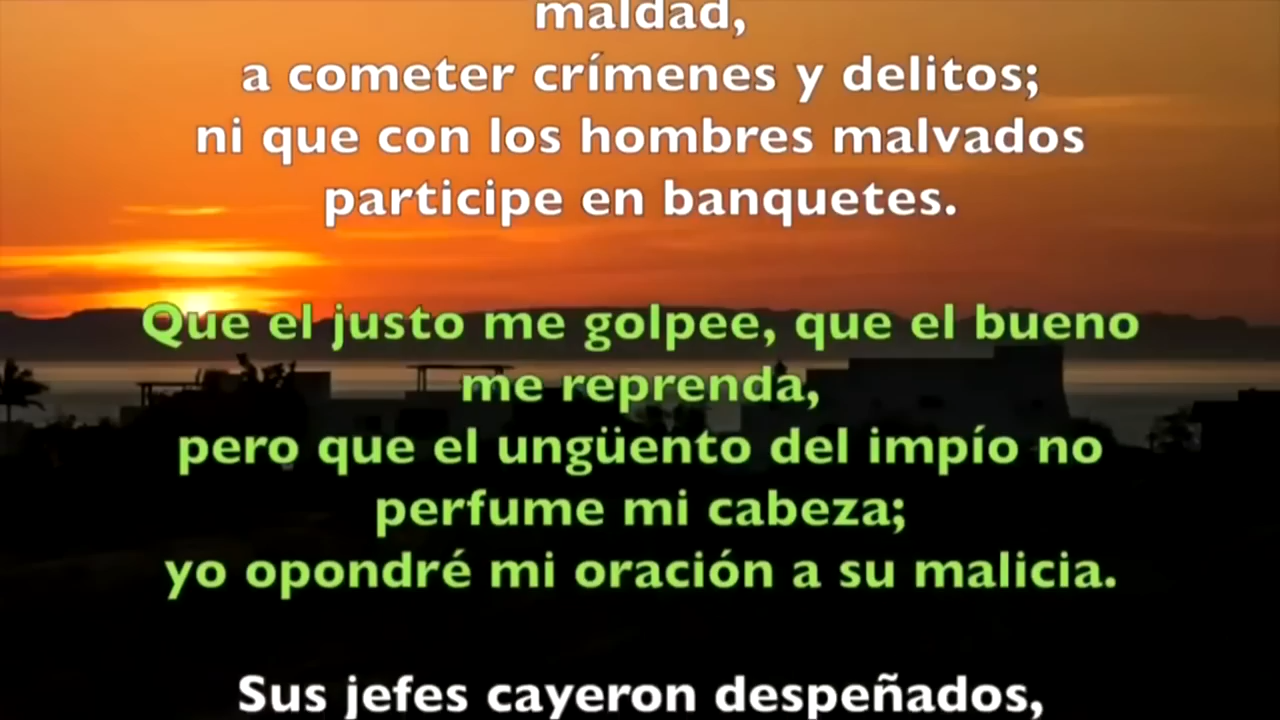 maldad,
a cometer crímenes y delitos;
ni que con los hombres malvados
participe en banquetes.
Que el justo me golpee, que el bueno
me reprenda,
pero que el ungüento del impío no
perfume mi cabeza;
yo opondré mi oración a su malicia.
Sus jefes cayeron despeñados,